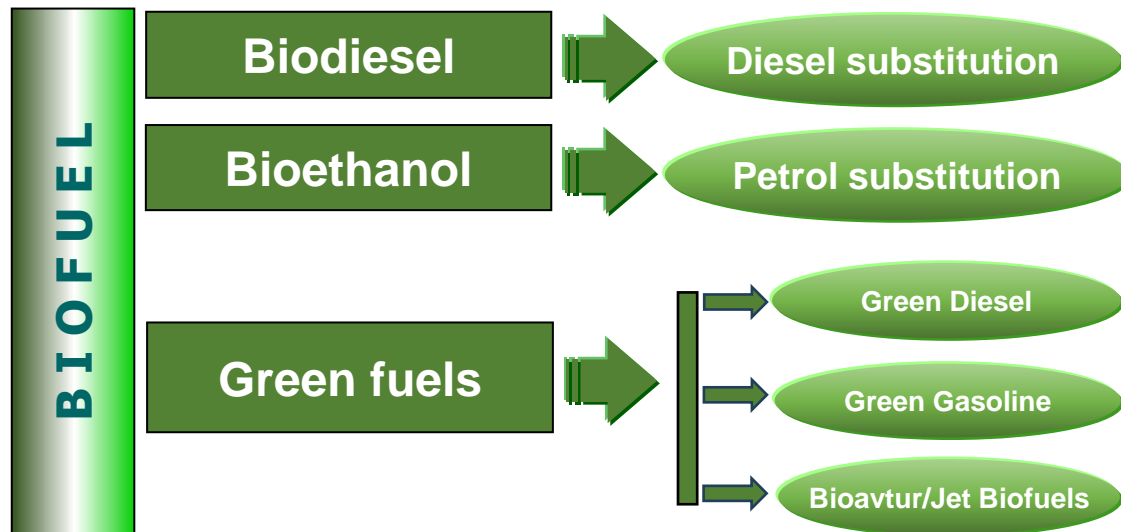 BIOFUEL
Biodiesel
Diesel substitution
Bioethanol
Petrol substitution
Green fuels
Green Diesel
Green Gasoline
Bioavtur/Jet Biofuels